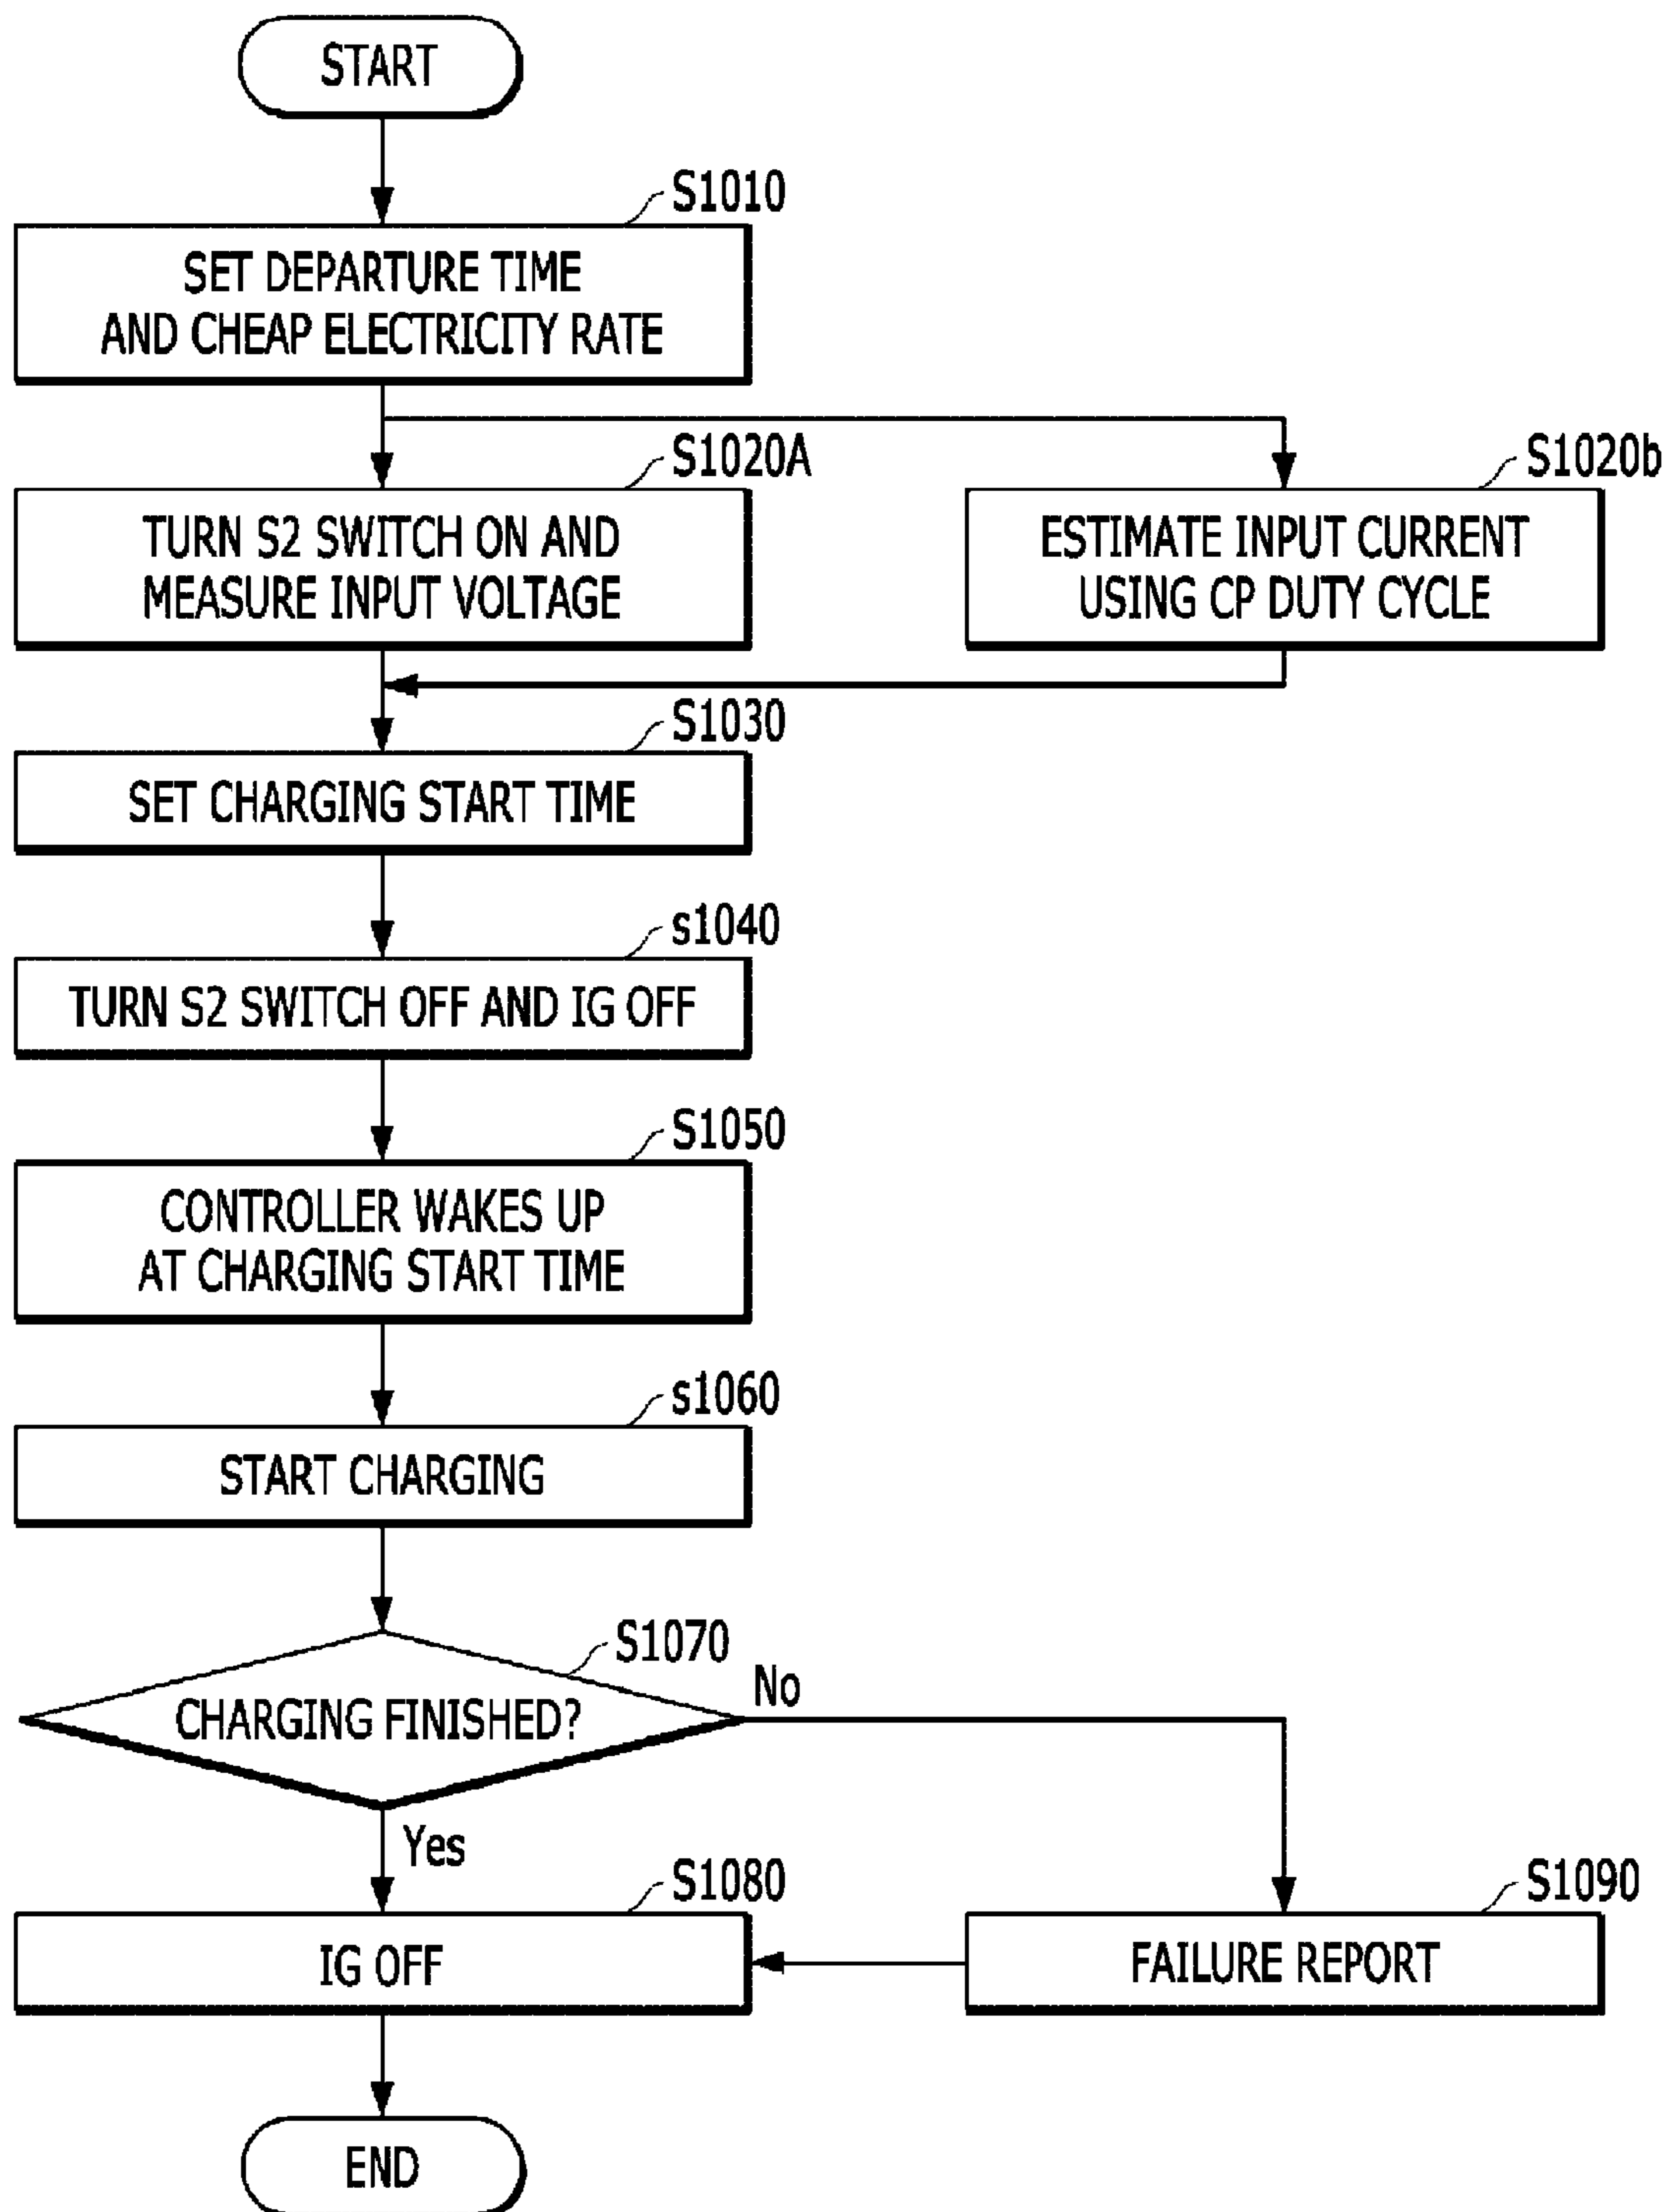 START
S1010
SET DEPARTURE TIME
AND CHEAP ELECTRICITY RATE
S1020A
TURN S2 SWITCH ON AND
MEASURE INPUT VOLTAGE
S1020b
ESTIMATE INPUT CURRENT
USING CP DUTY CYCLE
S1030
SET CHARGING START TIME
s1040
TURN S2 SWITCH OFF AND IG OFF
S1050
CONTROLLER WAKES UP
AT CHARGING START TIME
s1060
START CHARGING
S1070
CHARGING FINISHED?
No
Yes
S1080
IG OFF
S1090
FAILURE REPORT
END